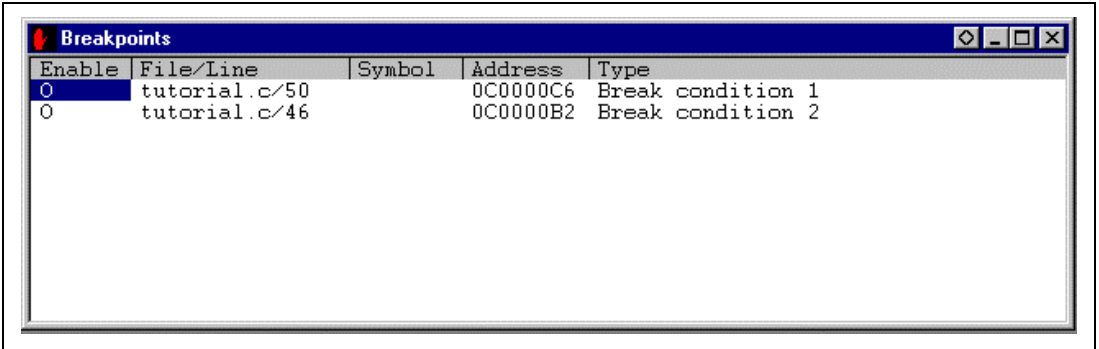 Breakpoints
Enable File/Line Symbol Address Type
O tutorial.c/50 0C0000C6 Break condition 1
O tutorial.c/46 0C0000B2 Break condition 2